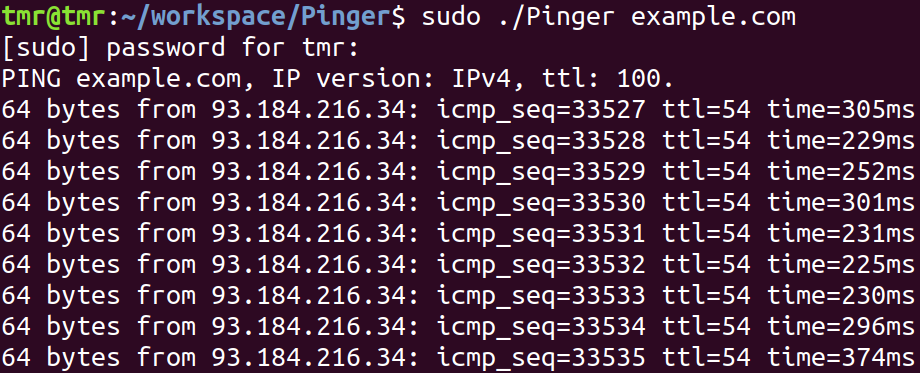 tmr@tmr:~/workspace/Pinger$ sudo ./Pinger example.com
[sudo] password for tmr:
PING example.com, IP version: IPv4, ttl: 100.
64 bytes from 93.184.216.34: icmp_seq=33527 ttl=54 time=305ms
64 bytes from 93.184.216.34: icmp_seq=33528 ttl=54 time=229ms
64 bytes from 93.184.216.34: icmp_seq=33529 ttl=54 time=252ms
64 bytes from 93.184.216.34: icmp_seq=33530 ttl=54 time=301ms
64 bytes from 93.184.216.34: icmp_seq=33531 ttl=54 time=231ms
64 bytes from 93.184.216.34: icmp_seq=33532 ttl=54 time=225ms
64 bytes from 93.184.216.34: icmp_seq=33533 ttl=54 time=230ms
64 bytes from 93.184.216.34: icmp_seq=33534 ttl=54 time=296ms
64 bytes from 93.184.216.34: icmp_seq=33535 ttl=54 time=374ms